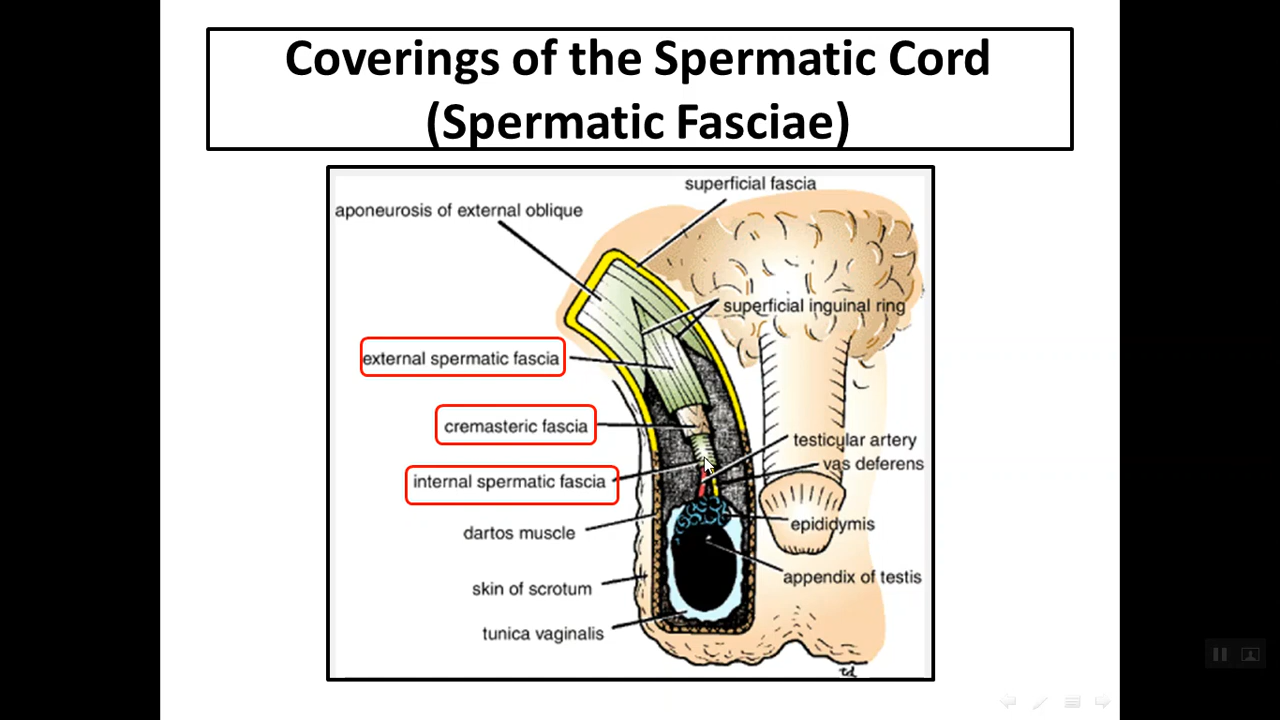 Coverings of the Spermatic Cord
(Spermatic Fasciae)
superficial fascia
aponeurosis of external oblique
superficial inguinal ring
external spermatic fascia
cremasteric fascia
testicular artery
vas deferens
internal spermatic fascia
epididymis
dartos muscle
appendix of testis
skin of scrotum
tunica vaginalis
td